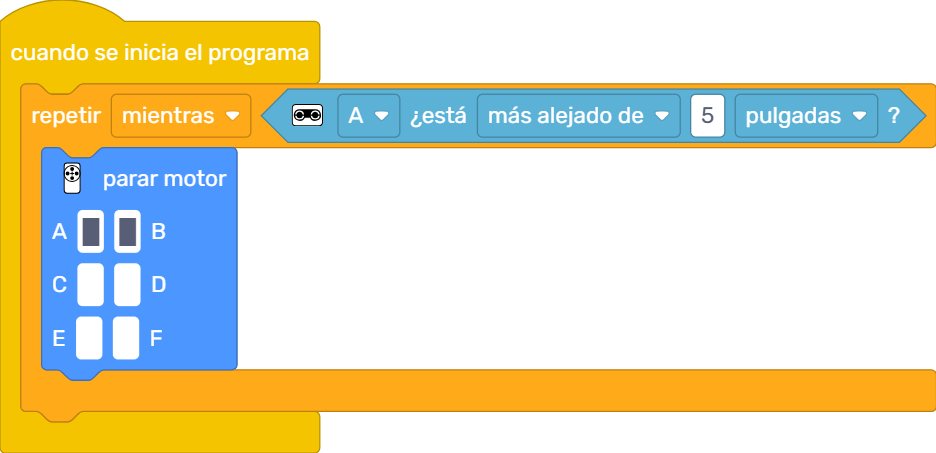 cuando se inicia el programa
repetir mientras A ¿está más alejado de 5 pulgadas ?
parar motor
A B
C D
E F